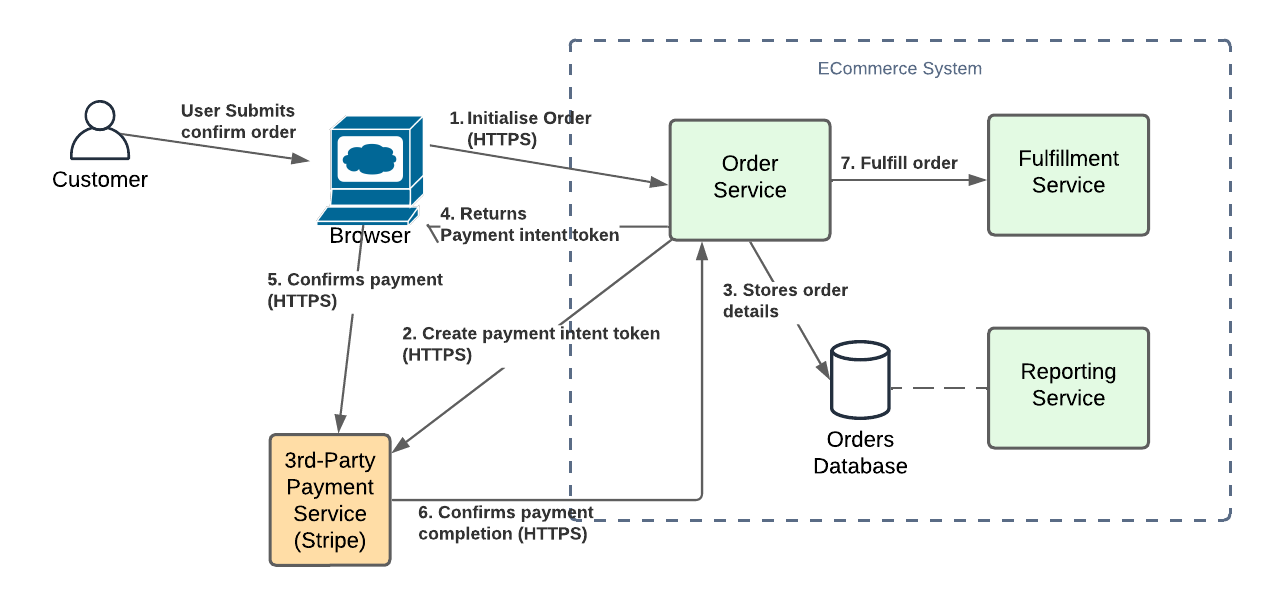 ECommerce System
User Submits
confirm order
Customer
Browser
1. Initialise Order
(HTTPS)
Order
Service
7. Fulfill order
Fulfillment
Service
4. Returns
Payment intent token
5. Confirms payment
(HTTPS)
2. Create payment intent token
(HTTPS)
3. Stores order
details
Orders
Database
Reporting
Service
3rd-Party
Payment
Service
(Stripe)
6. Confirms payment
completion (HTTPS)